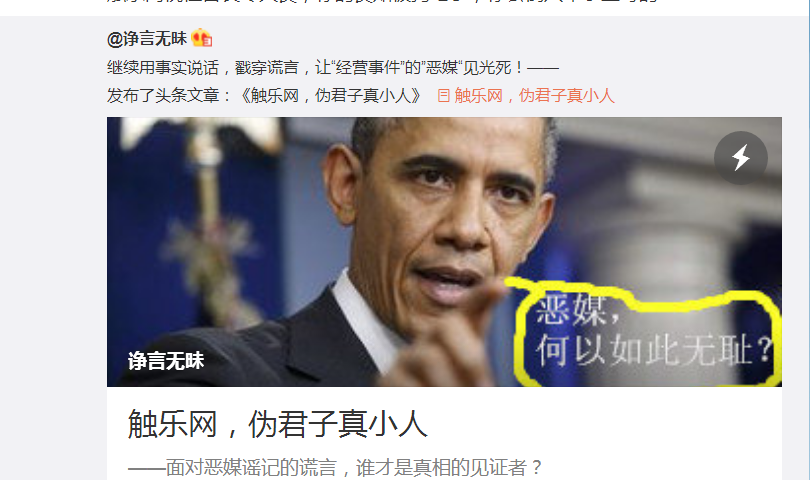 @诤言无昧
继续用事实说话，戳穿谎言，让“经营事件”的”恶媒“见光死！——
发布了头条文章：《触乐网，伪君子真小人》 触乐网，伪君子真小人
恶媒，
何以如此无耻？
诤言无昧
触乐网，伪君子真小人
——面对恶媒谣记的谎言，谁才是真相的见证者？